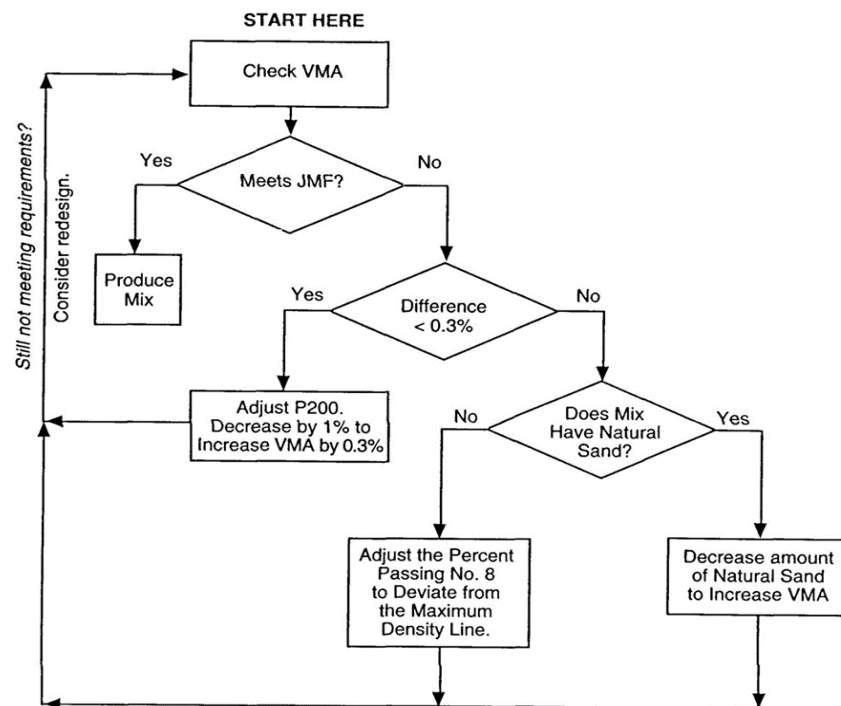 START HERE
Check VMA
Yes
No
Meets JMF?
Still not meeting requirements?
Consider redesign.
Produce
Mix
Yes
No
Difference
< 0.3%
Adjust P200.
Decrease by 1% to
Increase VMA by 0.3%
No
Yes
Does Mix
Have Natural
Sand?
Adjust the Percent
Passing No. 8
to Deviate from
the Maximum
Density Line.
Decrease amount
of Natural Sand
to Increase VMA